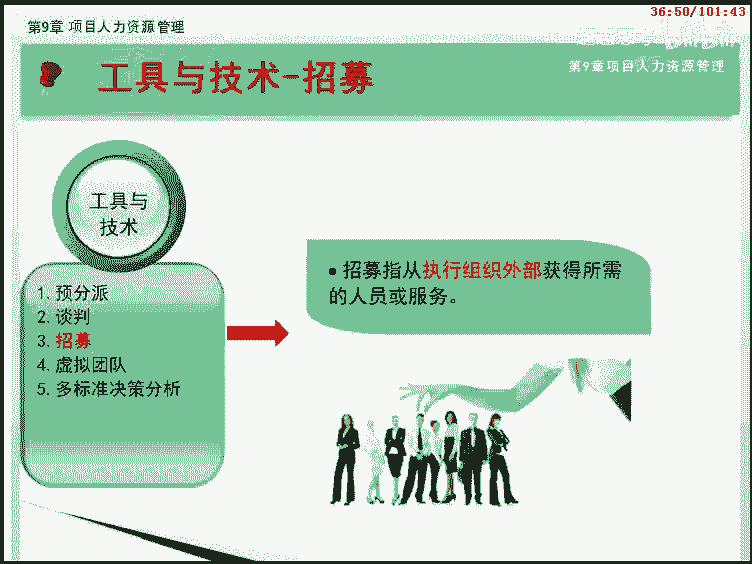 36:50/101:43
第9章 项目人力资源管理
第9章项目人力资源管理
工具与技术-招募
工具与
技术
1. 预分派
2. 谈判
3. 招募
4. 虚拟团队
5. 多标准决策分析
• 招募指从执行组织外部获得所需
的人员或服务。